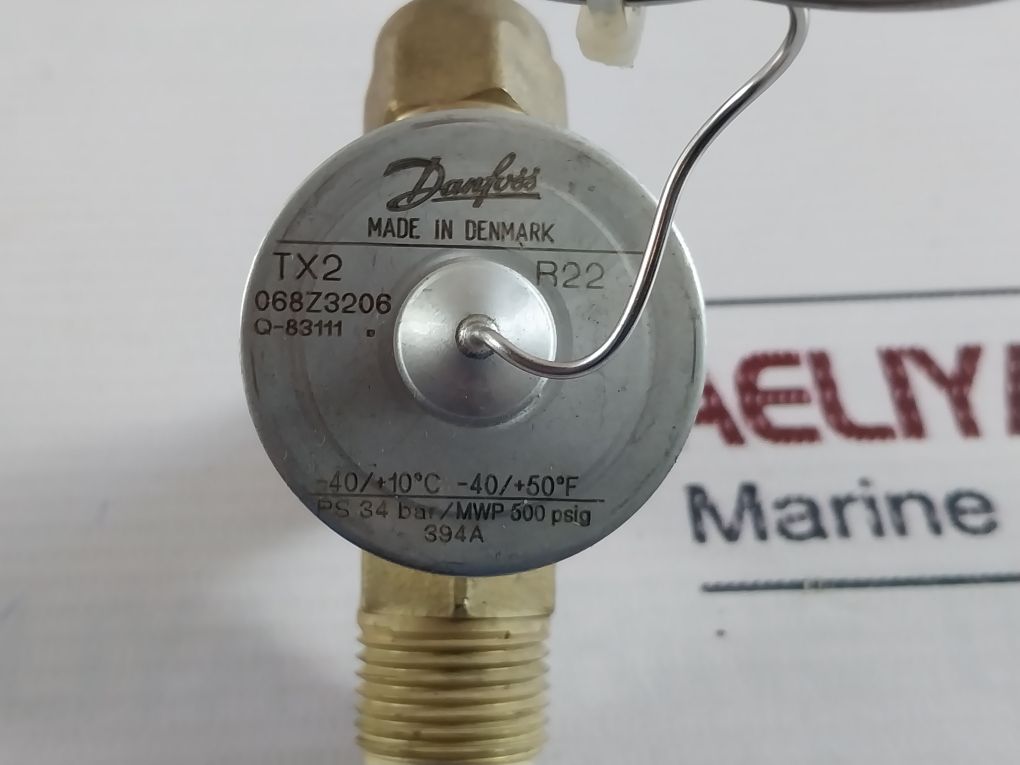 Danfoss
MADE IN DENMARK
TX2 R22
068Z3206
Q-83111
-40/+10°C -40/+50°F
PS 34 bar/MWP 500 psig
394A
AELIY
Marine